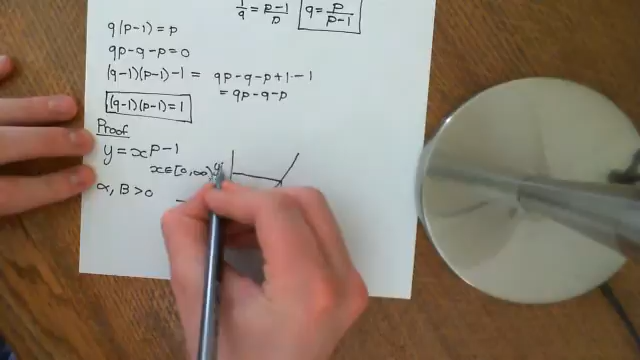 1/q = p-1/p
q = p/p-1
q(p-1) = p
qp-q-p=0
(q-1)(p-1)-1 = qp-q-p+1-1
= qp-q-p
(q-1)(p-1)=1
Proof
y = x^{p-1}
x∈[0,∞)
α, B >0